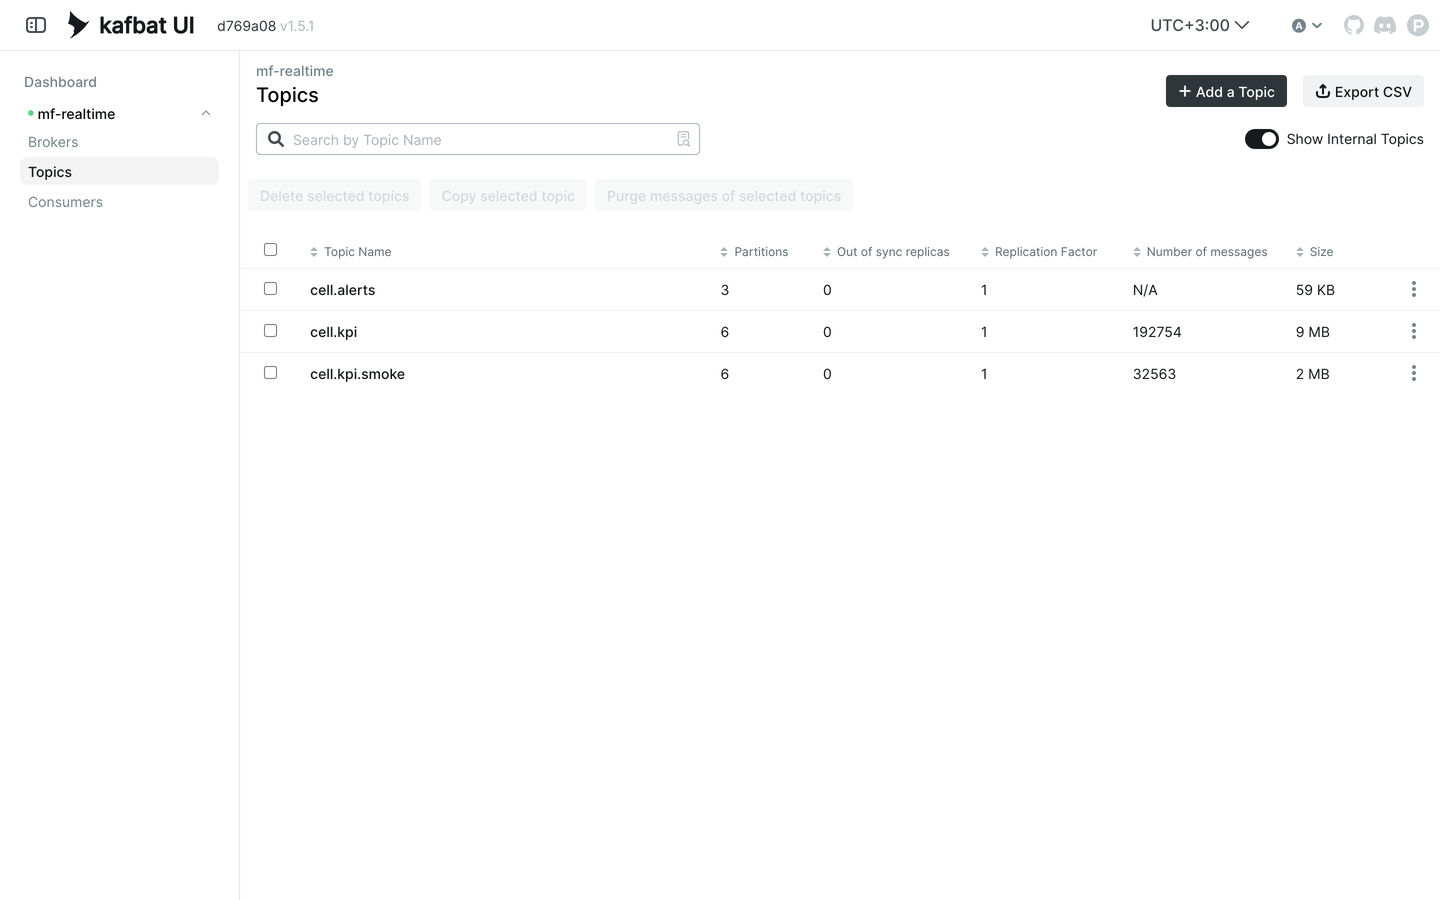 kafbat UI d769a08 v1.5.1 UTC+3:00 A P
Dashboard
mf-realtime
Brokers
Topics
Consumers
mf-realtime
Topics
Add a Topic Export CSV
Search by Topic Name Show Internal Topics
Delete selected topics Copy selected topic Purge messages of selected topics
Topic Name Partitions Out of sync replicas Replication Factor Number of messages Size
cell.alerts 3 0 1 N/A 59 KB
cell.kpi 6 0 1 192754 9 MB
cell.kpi.smoke 6 0 1 32563 2 MB